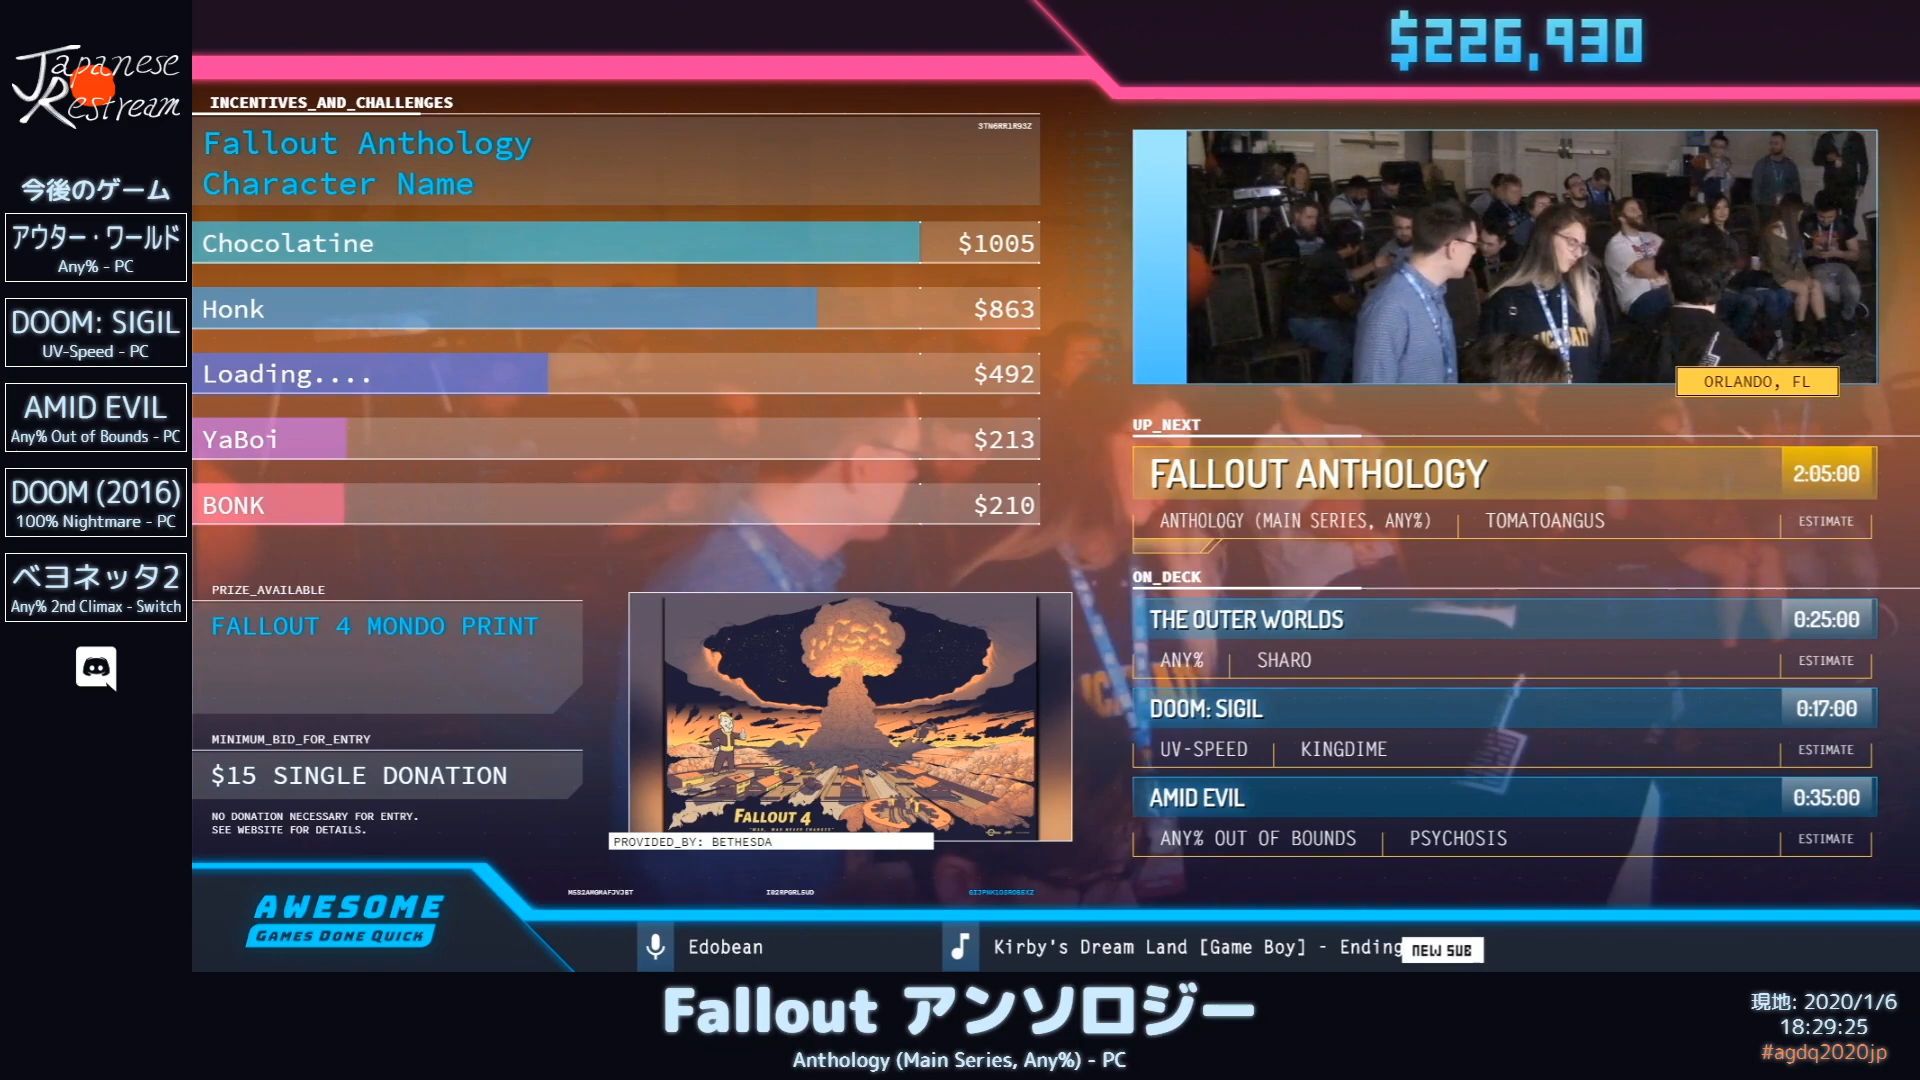 Japanese
Restream
今後のゲーム
アウター・ワールド
Any% - PC
DOOM: SIGIL
UV-Speed - PC
AMID EVIL
Any% Out of Bounds - PC
DOOM (2016)
100% Nightmare - PC
ベヨネッタ2
Any% 2nd Climax - Switch
$226,930
INCENTIVES_AND_CHALLENGES
Fallout Anthology
Character Name
Chocolatine $1005
Honk $863
Loading.... $492
YaBoi $213
BONK $210
PRIZE_AVAILABLE
FALLOUT 4 MONDO PRINT
MINIMUM_BID_FOR_ENTRY
$15 SINGLE DONATION
NO DONATION NECESSARY FOR ENTRY.
SEE WEBSITE FOR DETAILS.
FALLOUT 4
PROVIDED_BY: BETHESDA
ORLANDO, FL
UP_NEXT
FALLOUT ANTHOLOGY 2:05:00
ANTHOLOGY (MAIN SERIES, ANY%) TOMATOANGUS ESTIMATE
ON_DECK
THE OUTER WORLDS 0:25:00
ANY% SHARO ESTIMATE
DOOM: SIGIL 0:17:00
UV-SPEED KINGDIME ESTIMATE
AMID EVIL 0:35:00
ANY% OUT OF BOUNDS PSYCHOSIS ESTIMATE
AWESOME
GAMES DONE QUICK
Edobean
Kirby's Dream Land [Game Boy] - Ending
NEW SUB
Fallout アンソロジー
Anthology (Main Series, Any%) - PC
現地: 2020/1/6
18:29:25
#agdq2020jp